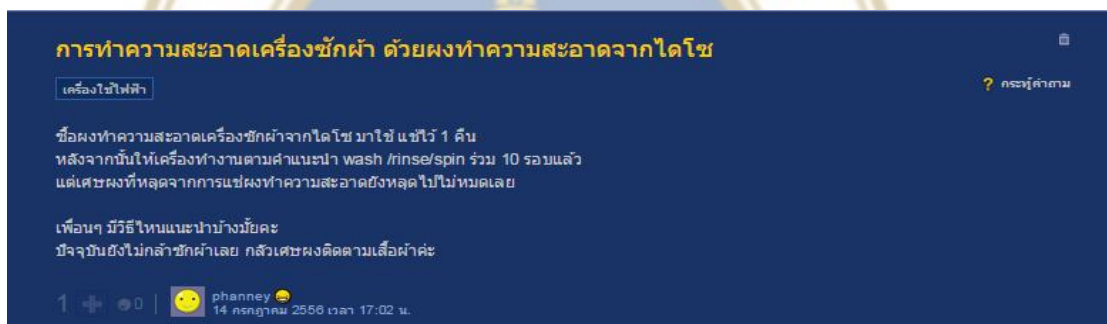 การทำความสะอาดเครื่องซักผ้า ด้วยผงทำความสะอาดจากไดโซ
เครื่องใช้ไฟฟ้า
? กระทู้คำถาม
ซื้อผงทำความสะอาดเครื่องซักผ้าจากไดโซ มาใช้ แช่ไว้ 1 คืน
หลังจากนั้นให้เครื่องทำงานตามคำแนะนำ wash /rinse/spin ร่วม 10 รอบแล้ว
แต่เศษผงที่หลุดจากการแช่ผงทำความสะอาดยังหลุดไปไม่หมดเลย
เพื่อนๆ มีวิธีไหนแนะนำบ้างมั้ยคะ
ปัจจุบันยังไม่กล้าซักผ้าเลย กลัวเศษผงติดตามเสื้อผ้าค่ะ
1 0 | phanney
14 กรกฎาคม 2556 เวลา 17:02 น.